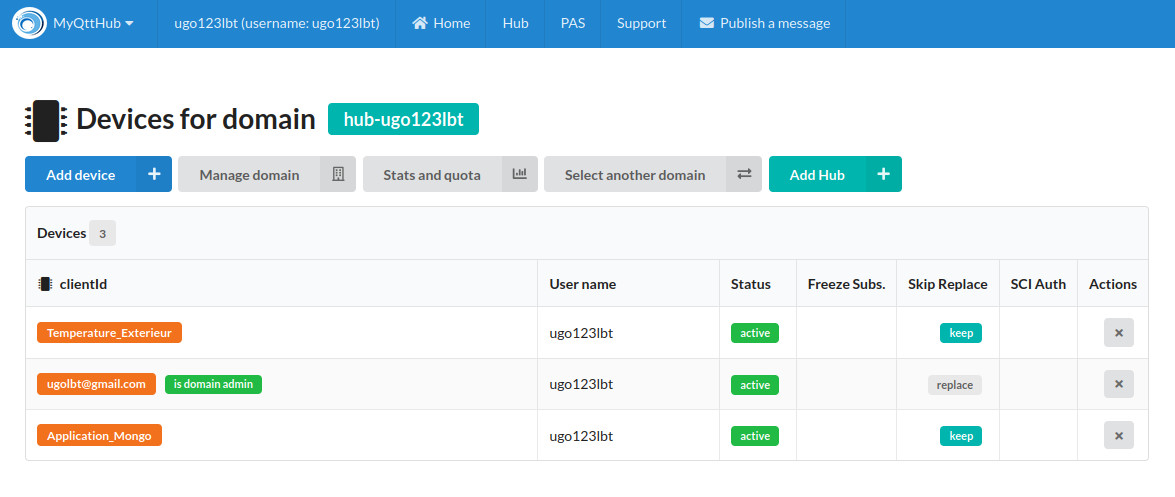 MyQttHub ugo123lbt (username: ugo123lbt) Home Hub PAS Support Publish a message
Devices for domain hub-ugo123lbt
Add device Manage domain Stats and quota Select another domain Add Hub
Devices 3
clientId User name Status Freeze Subs. Skip Replace SCI Auth Actions
Temperature_Exterieur ugo123lbt active keep
ugolbt@gmail.com is domain admin ugo123lbt active replace
Application_Mongo ugo123lbt active keep